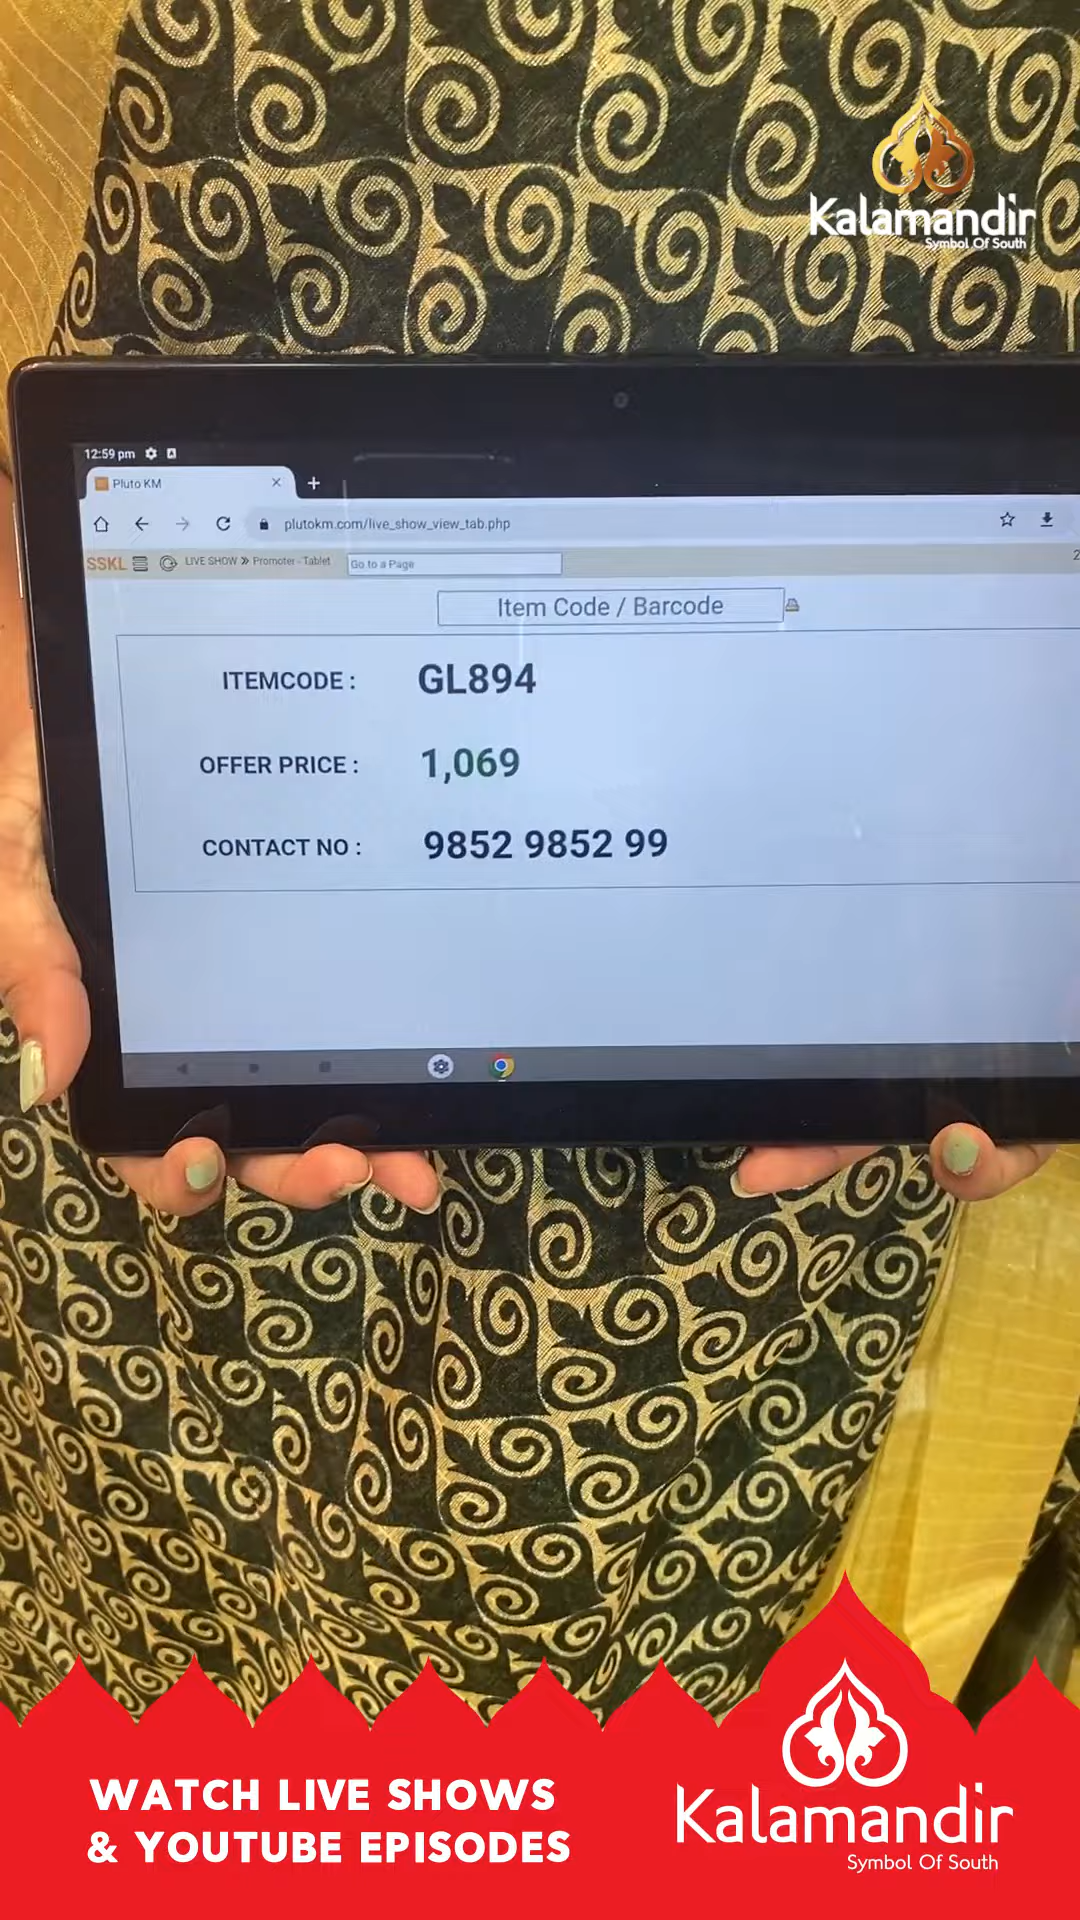 Kalamandir
Symbol Of South
12:59 pm
Pluto KM
plutokm.com/live_show_view_tab.php
SSKL
LIVE SHOW » Promoter - Tablet
Go to a Page
2
Item Code / Barcode
ITEMCODE : GL894
OFFER PRICE : 1,069
CONTACT NO : 9852 9852 99
WATCH LIVE SHOWS
& YOUTUBE EPISODES
Kalamandir
Symbol Of South